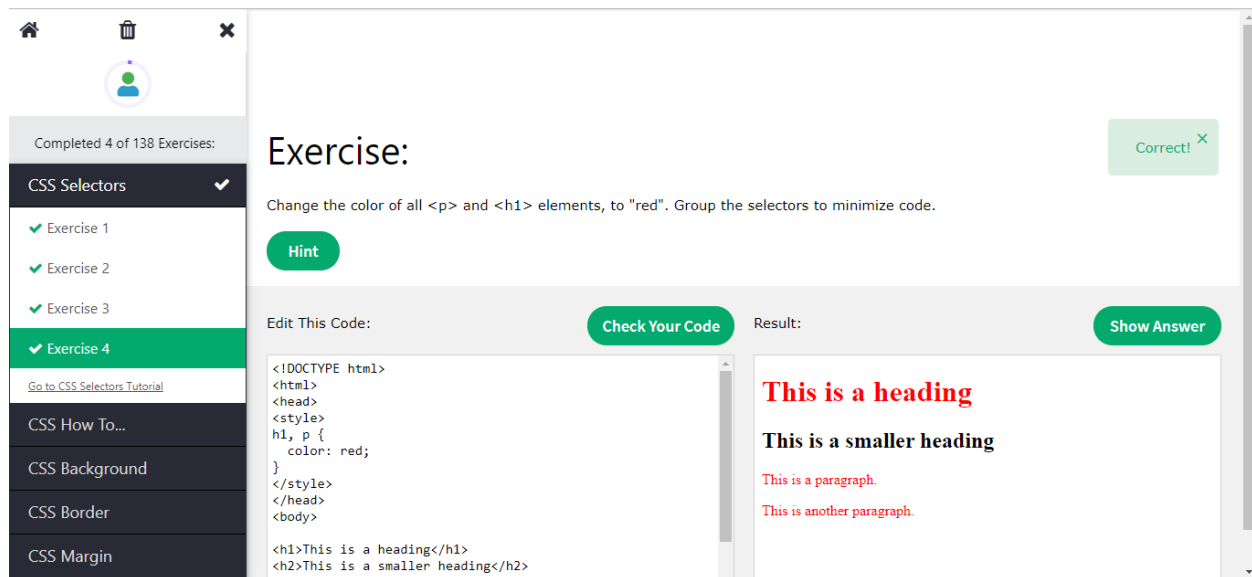 Completed 4 of 138 Exercises:
CSS Selectors
Exercise 1
Exercise 2
Exercise 3
Exercise 4
Go to CSS Selectors Tutorial
CSS How To...
CSS Background
CSS Border
CSS Margin
Exercise:
Correct!
Change the color of all <p> and <h1> elements, to "red". Group the selectors to minimize code.
Hint
Edit This Code:
Check Your Code
<!DOCTYPE html>
<html>
<head>
<style>
h1, p {
  color: red;
}
</style>
</head>
<body>
<h1>This is a heading</h1>
<h2>This is a smaller heading</h2>
Result:
Show Answer
This is a heading
This is a smaller heading
This is a paragraph.
This is another paragraph.